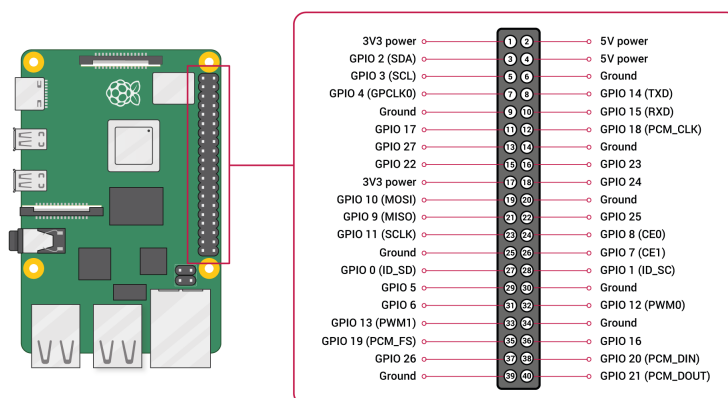 3V3 power 1 2 5V power
GPIO 2 (SDA) 3 4 5V power
GPIO 3 (SCL) 5 6 Ground
GPIO 4 (GPCLK0) 7 8 GPIO 14 (TXD)
Ground 9 10 GPIO 15 (RXD)
GPIO 17 11 12 GPIO 18 (PCM_CLK)
GPIO 27 13 14 Ground
GPIO 22 15 16 GPIO 23
3V3 power 17 18 GPIO 24
GPIO 10 (MOSI) 19 20 Ground
GPIO 9 (MISO) 21 22 GPIO 25
GPIO 11 (SCLK) 23 24 GPIO 8 (CE0)
Ground 25 26 GPIO 7 (CE1)
GPIO 0 (ID_SD) 27 28 GPIO 1 (ID_SC)
GPIO 5 29 30 Ground
GPIO 6 31 32 GPIO 12 (PWM0)
GPIO 13 (PWM1) 33 34 Ground
GPIO 19 (PCM_FS) 35 36 GPIO 16
GPIO 26 37 38 GPIO 20 (PCM_DIN)
Ground 39 40 GPIO 21 (PCM_DOUT)